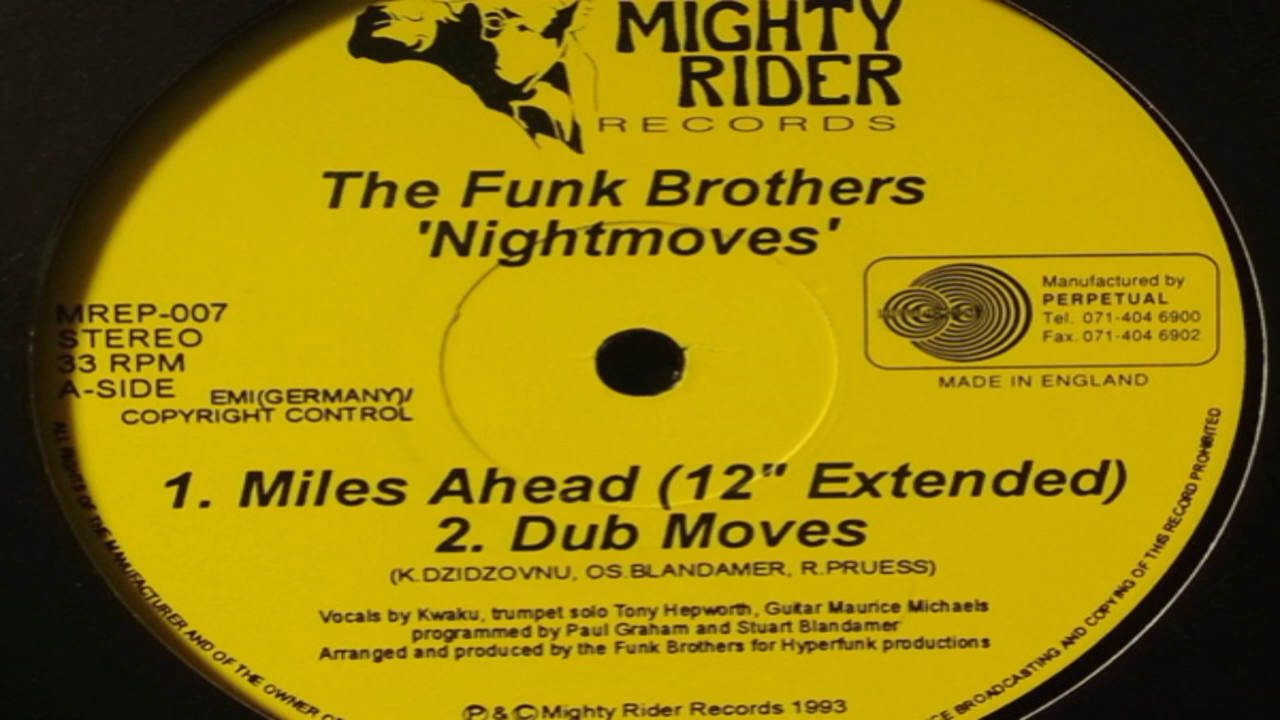 MIGHTY
RIDER
RECORDS
The Funk Brothers
'Nightmoves'
MREP-007
STEREO
33 RPM
A-SIDE
EMI(GERMANY)/
COPYRIGHT CONTROL
Manufactured by
PERPETUAL
Tel. 071-404 6900
Fax. 071-404 6902
MADE IN ENGLAND
1. Miles Ahead (12" Extended)
2. Dub Moves
(K.DZIDZOVNU, OS.BLANDAMER, R.PRUESS)
Vocals by Kwaku, trumpet solo Tony Hepworth, Guitar Maurice Michaels
programmed by Paul Graham and Stuart Blandamer
Arranged and produced by the Funk Brothers for Hyperfunk productions
℗ & © Mighty Rider Records 1993
ALL RIGHTS OF THE MANUFACTURER AND OF THE OWNER
BROADCASTING AND COPYING OF THIS RECORD PROHIBITED